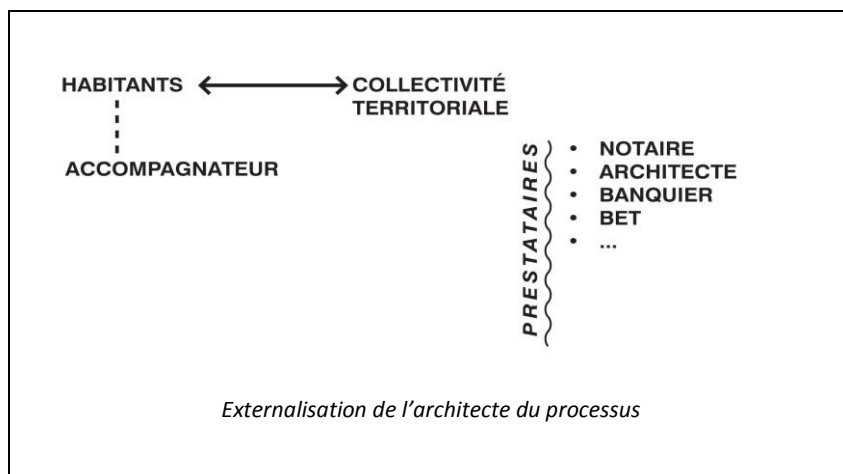 HABITANTS
COLLECTIVITÉ
TERRITORIALE
ACCOMPAGNATEUR
PRESTATAIRES
• NOTAIRE
• ARCHITECTE
• BANQUIER
• BET
• ...
Externalisation de l’architecte du processus